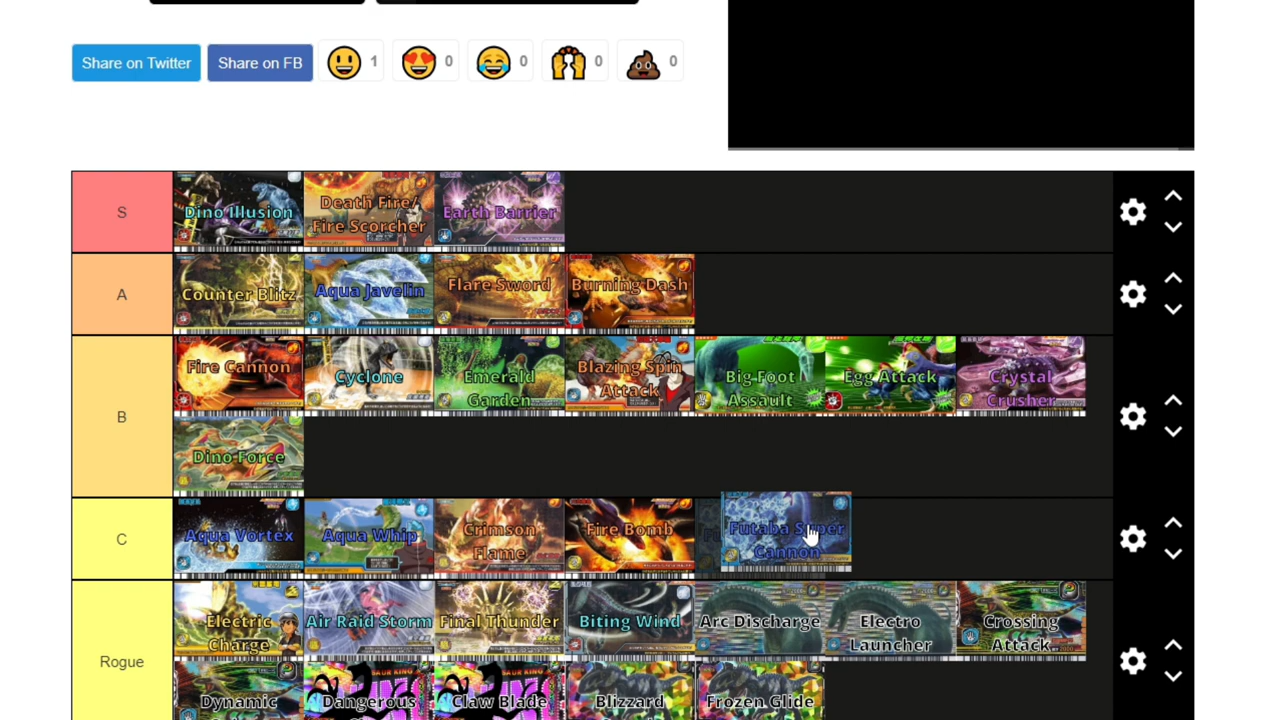 Share on Twitter
Share on FB
1
0
0
0
0
S
Dino Illusion
Death Fire/
Fire Scorcher
Earth Barrier
A
Counter Blitz
Aqua Javelin
Flare Sword
Burning Dash
B
Fire Cannon
Cyclone
Emerald
Garden
Blazing Spin
Attack
Big Foot
Assault
Egg Attack
Crystal
Crusher
Dino Force
C
Aqua Vortex
Aqua Whip
Crimson
Flame
Fire Bomb
Futaba Super
Cannon
Rogue
Electric
Charge
Air Raid Storm
Final Thunder
Biting Wind
Arc Discharge
Electro
Launcher
Crossing
Attack
Dynamic
Dangerous
Claw Blade
Blizzard
Frozen Glide